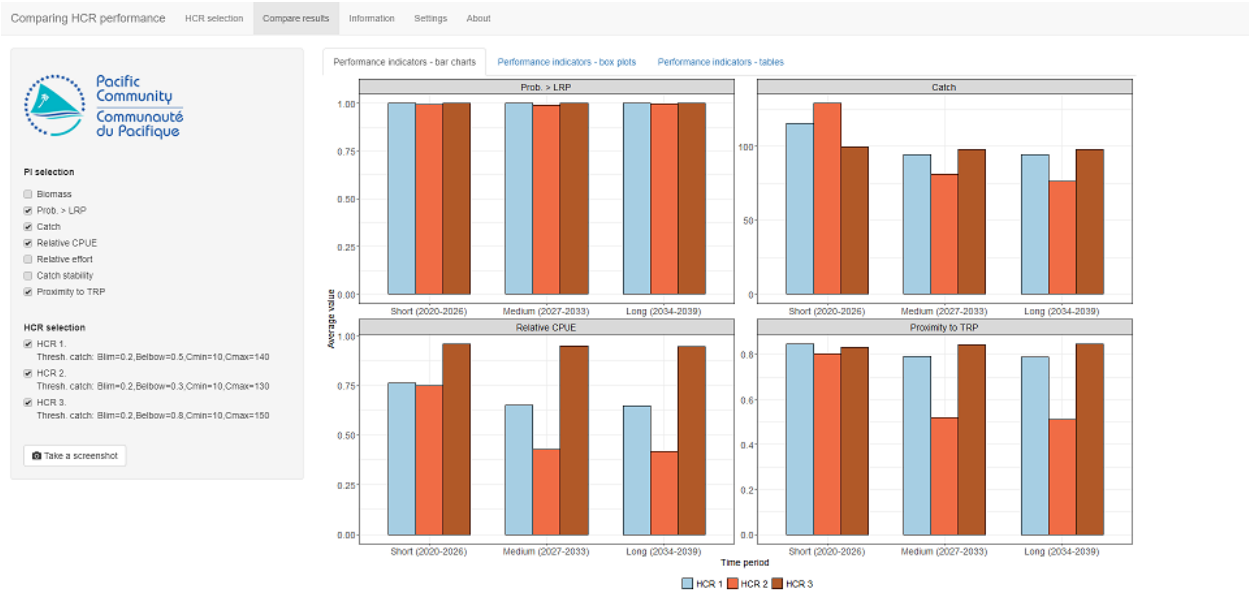 Comparing HCR performance
HCR selection
Compare results
Information
Settings
About
Pacific
Community
Communauté
du Pacifique
PI selection
Biomass
Prob. > LRP
Catch
Relative CPUE
Relative effort
Catch stability
Proximity to TRP
HCR selection
HCR 1.
Thresh. catch: Blim=0.2,Belbow=0.5,Cmin=10,Cmax=140
HCR 2.
Thresh. catch: Blim=0.2,Belbow=0.3,Cmin=10,Cmax=130
HCR 3.
Thresh. catch: Blim=0.2,Belbow=0.8,Cmin=10,Cmax=150
Take a screenshot
Performance indicators - bar charts
Performance indicators - box plots
Performance indicators - tables
Average value
Prob. > LRP
1.00
0.75
0.50
0.25
0.00
Short (2020-2026)
Medium (2027-2033)
Long (2034-2039)
Catch
100
50
0
Short (2020-2026)
Medium (2027-2033)
Long (2034-2039)
Relative CPUE
1.00
0.75
0.50
0.25
0.00
Short (2020-2026)
Medium (2027-2033)
Long (2034-2039)
Proximity to TRP
0.8
0.6
0.4
0.2
0.0
Short (2020-2026)
Medium (2027-2033)
Long (2034-2039)
Time period
HCR 1
HCR 2
HCR 3